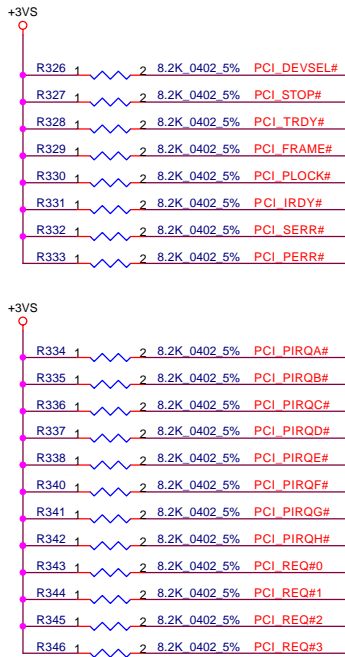 +3VS
R326 1 2 8.2K_0402_5% PCI_DEVSEL#
R327 1 2 8.2K_0402_5% PCI_STOP#
R328 1 2 8.2K_0402_5% PCI_TRDY#
R329 1 2 8.2K_0402_5% PCI_FRAME#
R330 1 2 8.2K_0402_5% PCI_PLOCK#
R331 1 2 8.2K_0402_5% PCI_IRDY#
R332 1 2 8.2K_0402_5% PCI_SERR#
R333 1 2 8.2K_0402_5% PCI_PERR#
+3VS
R334 1 2 8.2K_0402_5% PCI_PIRQA#
R335 1 2 8.2K_0402_5% PCI_PIRQB#
R336 1 2 8.2K_0402_5% PCI_PIRQC#
R337 1 2 8.2K_0402_5% PCI_PIRQD#
R338 1 2 8.2K_0402_5% PCI_PIRQE#
R340 1 2 8.2K_0402_5% PCI_PIRQF#
R341 1 2 8.2K_0402_5% PCI_PIRQG#
R342 1 2 8.2K_0402_5% PCI_PIRQH#
R343 1 2 8.2K_0402_5% PCI_REQ#0
R344 1 2 8.2K_0402_5% PCI_REQ#1
R345 1 2 8.2K_0402_5% PCI_REQ#2
R346 1 2 8.2K_0402_5% PCI_REQ#3